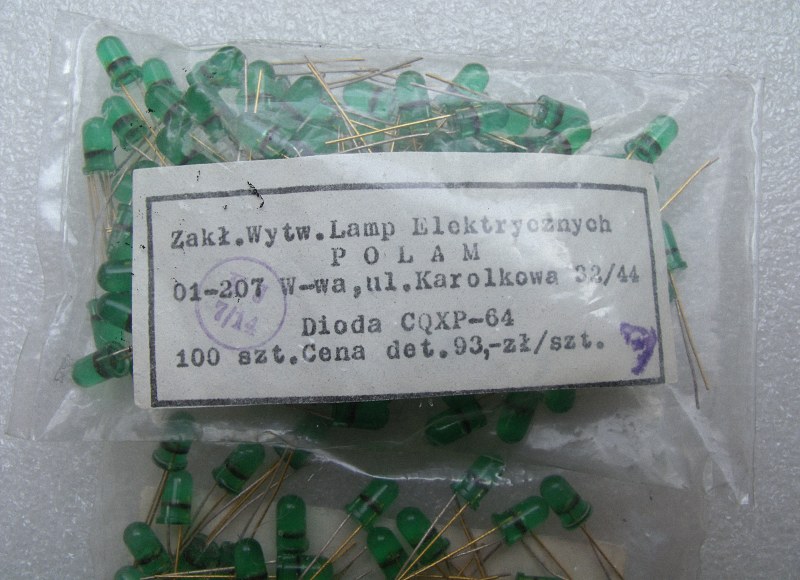 Zakł.Wytw.Lamp Elektrycznych
P O L A M
01-207 W-wa,ul.Karolkowa 32/44
Dioda CQXP-64
100 szt.Cena det.93,-zł/szt.